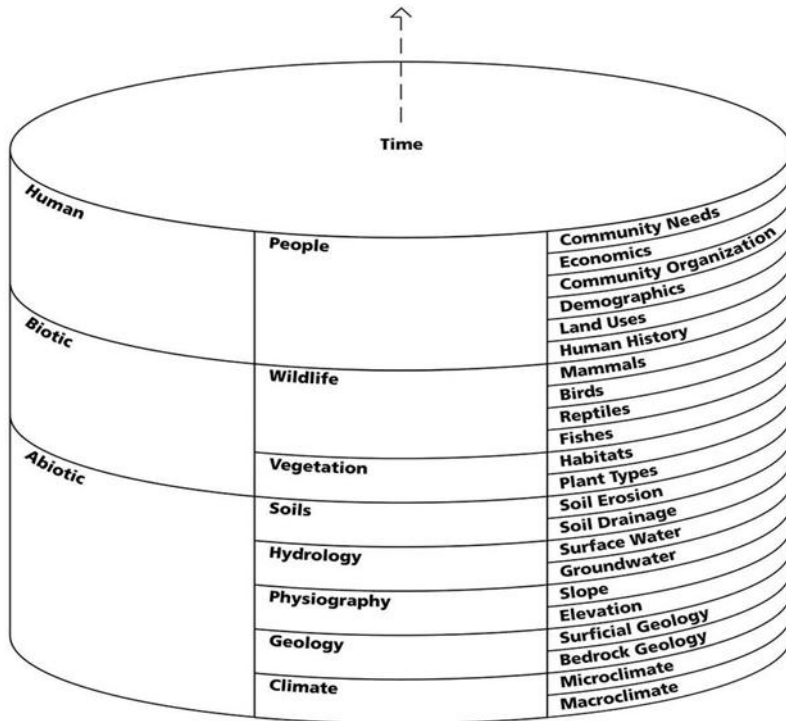 Time
Human
People
Community Needs
Economics
Community Organization
Demographics
Land Uses
Human History
Biotic
Wildlife
Mammals
Birds
Reptiles
Fishes
Vegetation
Habitats
Plant Types
Abiotic
Soils
Soil Erosion
Soil Drainage
Hydrology
Surface Water
Groundwater
Physiography
Slope
Elevation
Geology
Surficial Geology
Bedrock Geology
Climate
Microclimate
Macroclimate